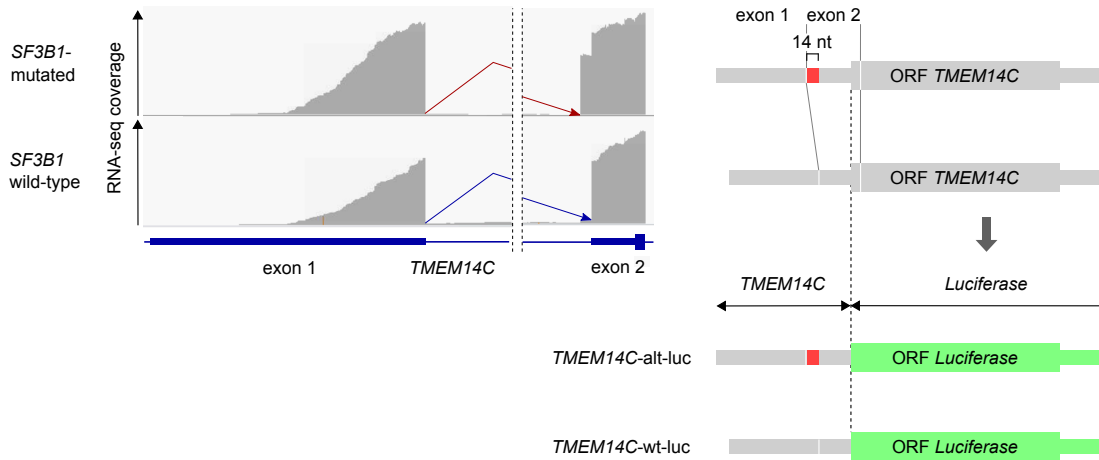 SF3B1-
mutated
SF3B1
wild-type
RNA-seq coverage
exon 1
TMEM14C
exon 2
exon 1
exon 2
14 nt
ORF TMEM14C
ORF TMEM14C
TMEM14C
Luciferase
TMEM14C-alt-luc
ORF Luciferase
TMEM14C-wt-luc
ORF Luciferase